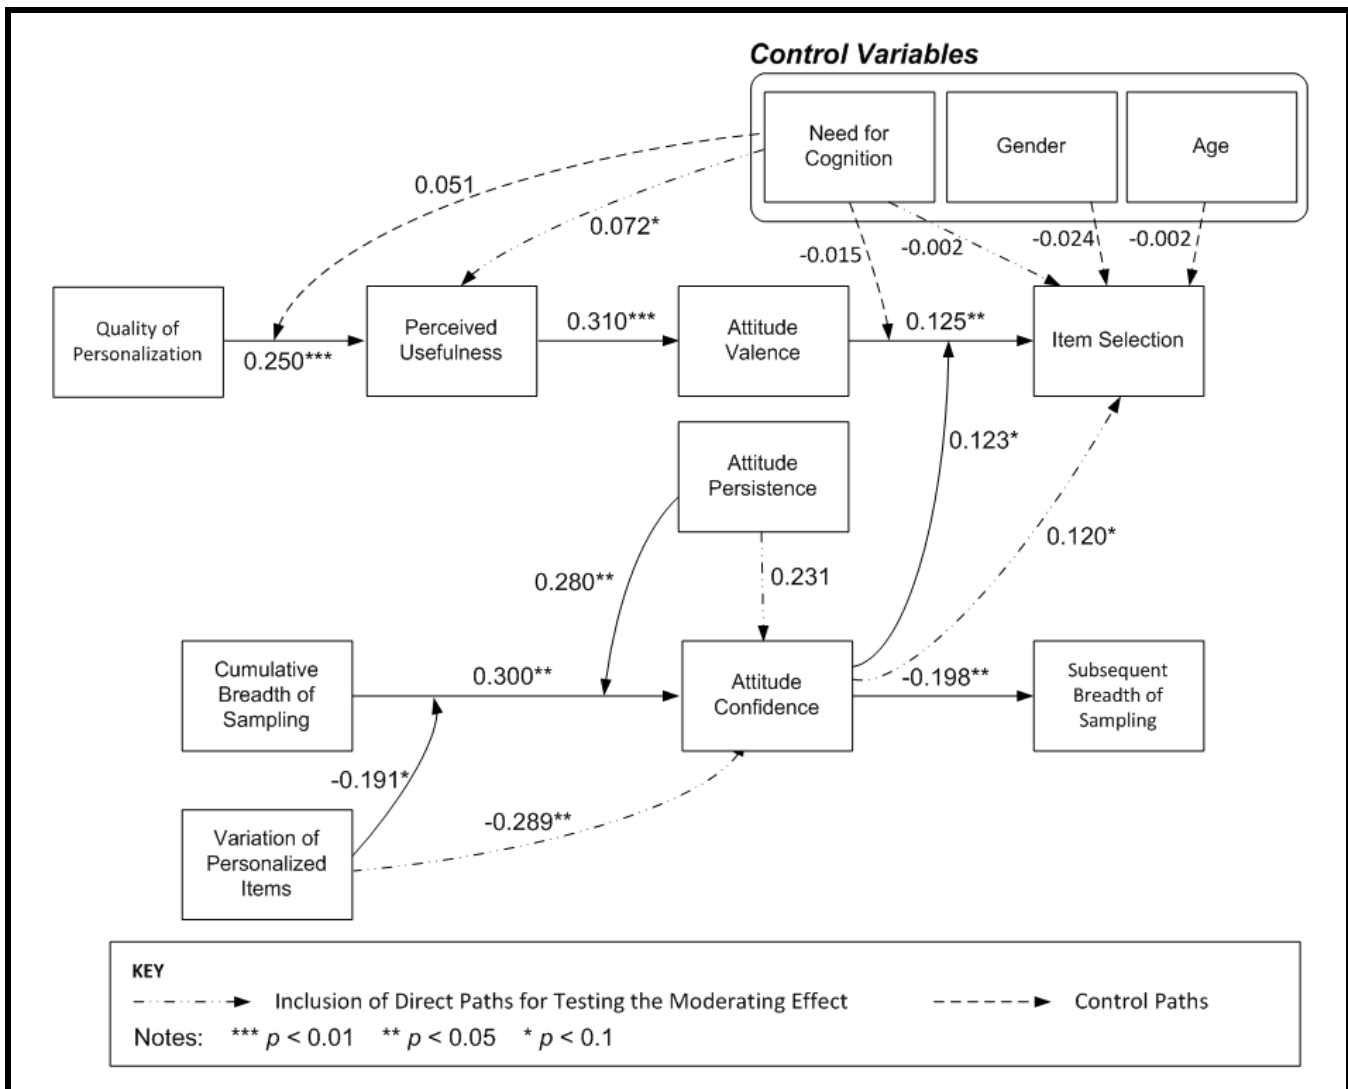 Control Variables
Need for
Cognition
Gender
Age
0.051
0.072*
-0.015
-0.002
-0.024
-0.002
Quality of
Personalization
0.250***
Perceived
Usefulness
0.310***
Attitude
Valence
0.125**
Item Selection
Attitude
Persistence
0.123*
0.120*
0.280**
0.231
Cumulative
Breadth of
Sampling
0.300**
Attitude
Confidence
-0.198**
Subsequent
Breadth of
Sampling
-0.191*
-0.289**
Variation of
Personalized
Items
KEY
Inclusion of Direct Paths for Testing the Moderating Effect
Control Paths
Notes: *** p < 0.01 ** p < 0.05 * p < 0.1